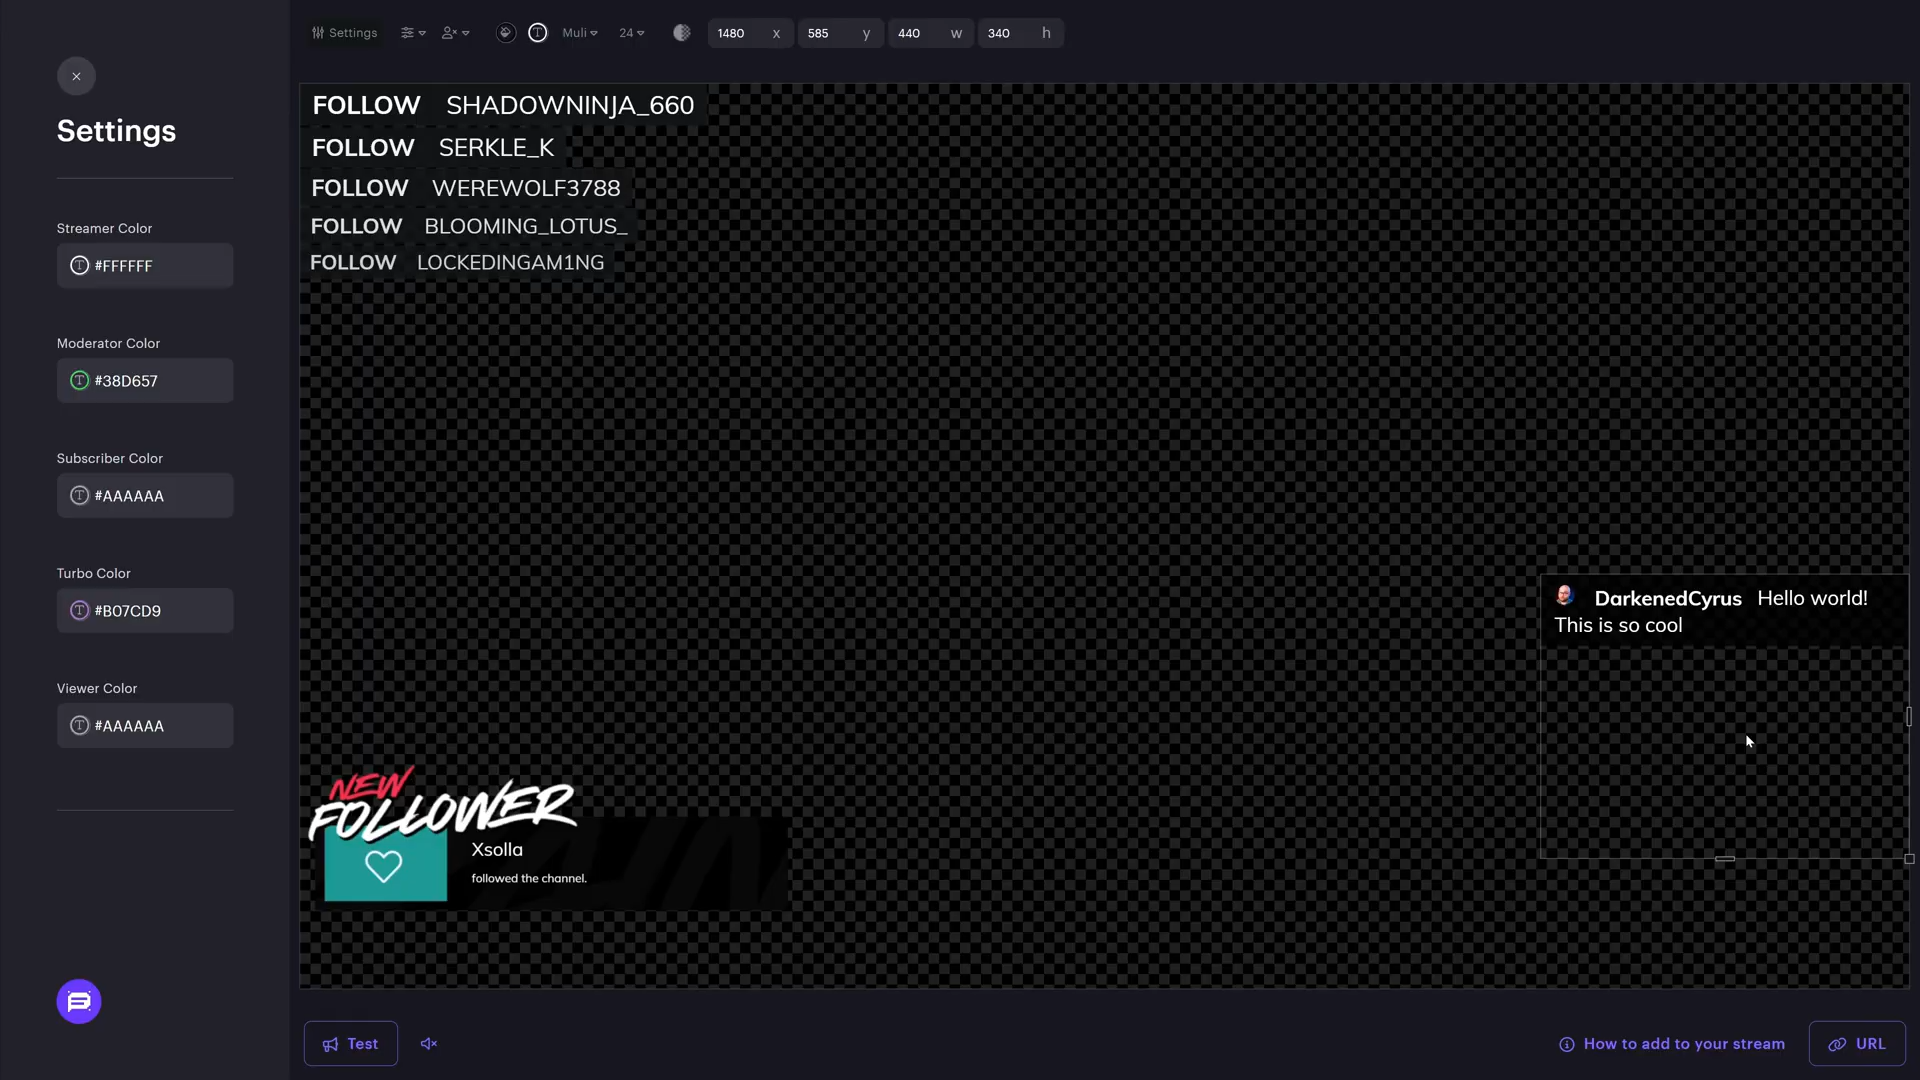 Settings Muli 24 1480 x 585 y 440 w 340 h
Settings
Streamer Color
#FFFFFF
Moderator Color
#38D657
Subscriber Color
#AAAAAA
Turbo Color
#B07CD9
Viewer Color
#AAAAAA
FOLLOW SHADOWNINJA_660
FOLLOW SERKLE_K
FOLLOW WEREWOLF3788
FOLLOW BLOOMING_LOTUS_
FOLLOW LOCKEDINGAM1NG
DarkenedCyrus Hello world!
This is so cool
NEW
FOLLOWER
Xsolla
followed the channel.
Test
How to add to your stream
URL